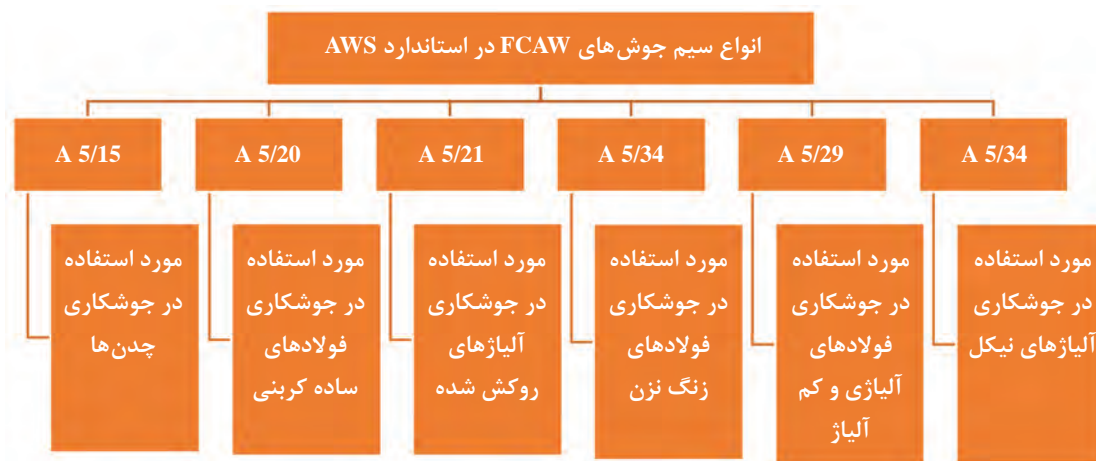 انواع سیم جوش‌های FCAW در استاندارد AWS
A 5/15
A 5/20
A 5/21
A 5/34
A 5/29
A 5/34
مورد استفاده
در جوشکاری
چدن‌ها
مورد استفاده
در جوشکاری
فولادهای
ساده کربنی
مورد استفاده
در جوشکاری
آلیاژهای
روکش شده
مورد استفاده
در جوشکاری
فولادهای
زنگ نزن
مورد استفاده
در جوشکاری
فولادهای
آلیاژی و کم
آلیاژ
مورد استفاده
در جوشکاری
آلیاژهای نیکل